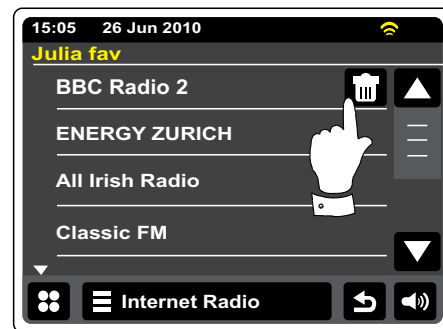 15:05 26 Jun 2010
Julia fav
BBC Radio 2
ENERGY ZURICH
All Irish Radio
Classic FM
Internet Radio